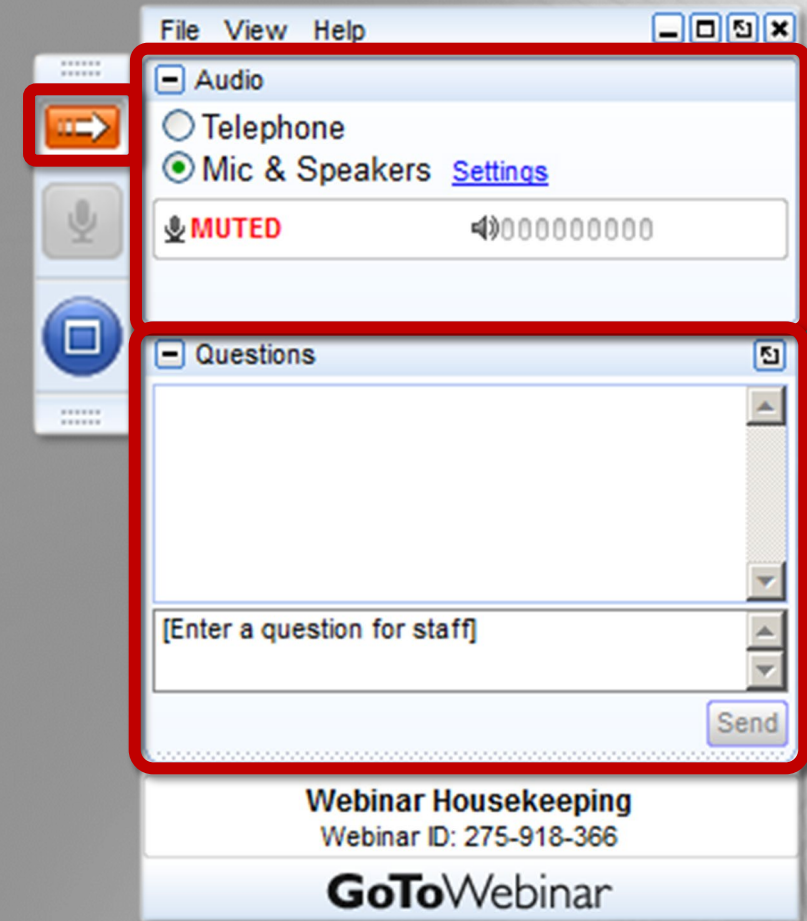 File View Help
Audio
Telephone
Mic & Speakers Settings
MUTED 000000000
Questions
[Enter a question for staff]
Send
Webinar Housekeeping
Webinar ID: 275-918-366
GoToWebinar